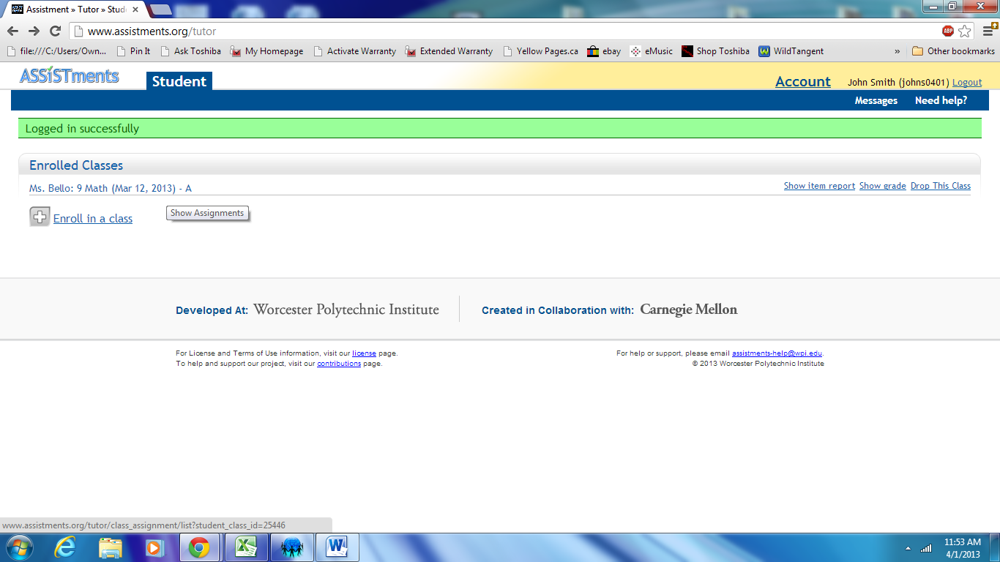 Assistment » Tutor » Stud
www.assistments.org/tutor
ABP
file:///C:/Users/Own... Pin It Ask Toshiba My Homepage Activate Warranty Extended Warranty Yellow Pages.ca ebay eMusic Shop Toshiba WildTangent » Other bookmarks
ASSiSTments Student Account John Smith (johns0401) Logout
Messages Need help?
Logged in successfully
Enrolled Classes
Ms. Bello: 9 Math (Mar 12, 2013) - A Show item report Show grade Drop This Class
Enroll in a class Show Assignments
Developed At: Worcester Polytechnic Institute Created in Collaboration with: Carnegie Mellon
For License and Terms of Use information, visit our license page. For help or support, please email assistments-help@wpi.edu.
To help and support our project, visit our contributions page. © 2013 Worcester Polytechnic Institute
www.assistments.org/tutor/class_assignment/list?student_class_id=25446
11:53 AM
4/1/2013